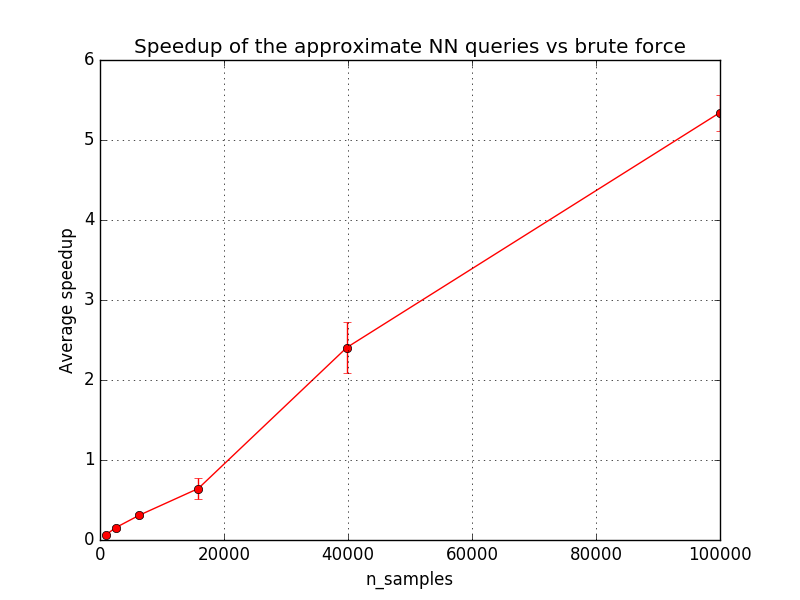 Speedup of the approximate NN queries vs brute force
6
5
4
3
2
1
0
Average speedup
0 20000 40000 60000 80000 100000
n_samples